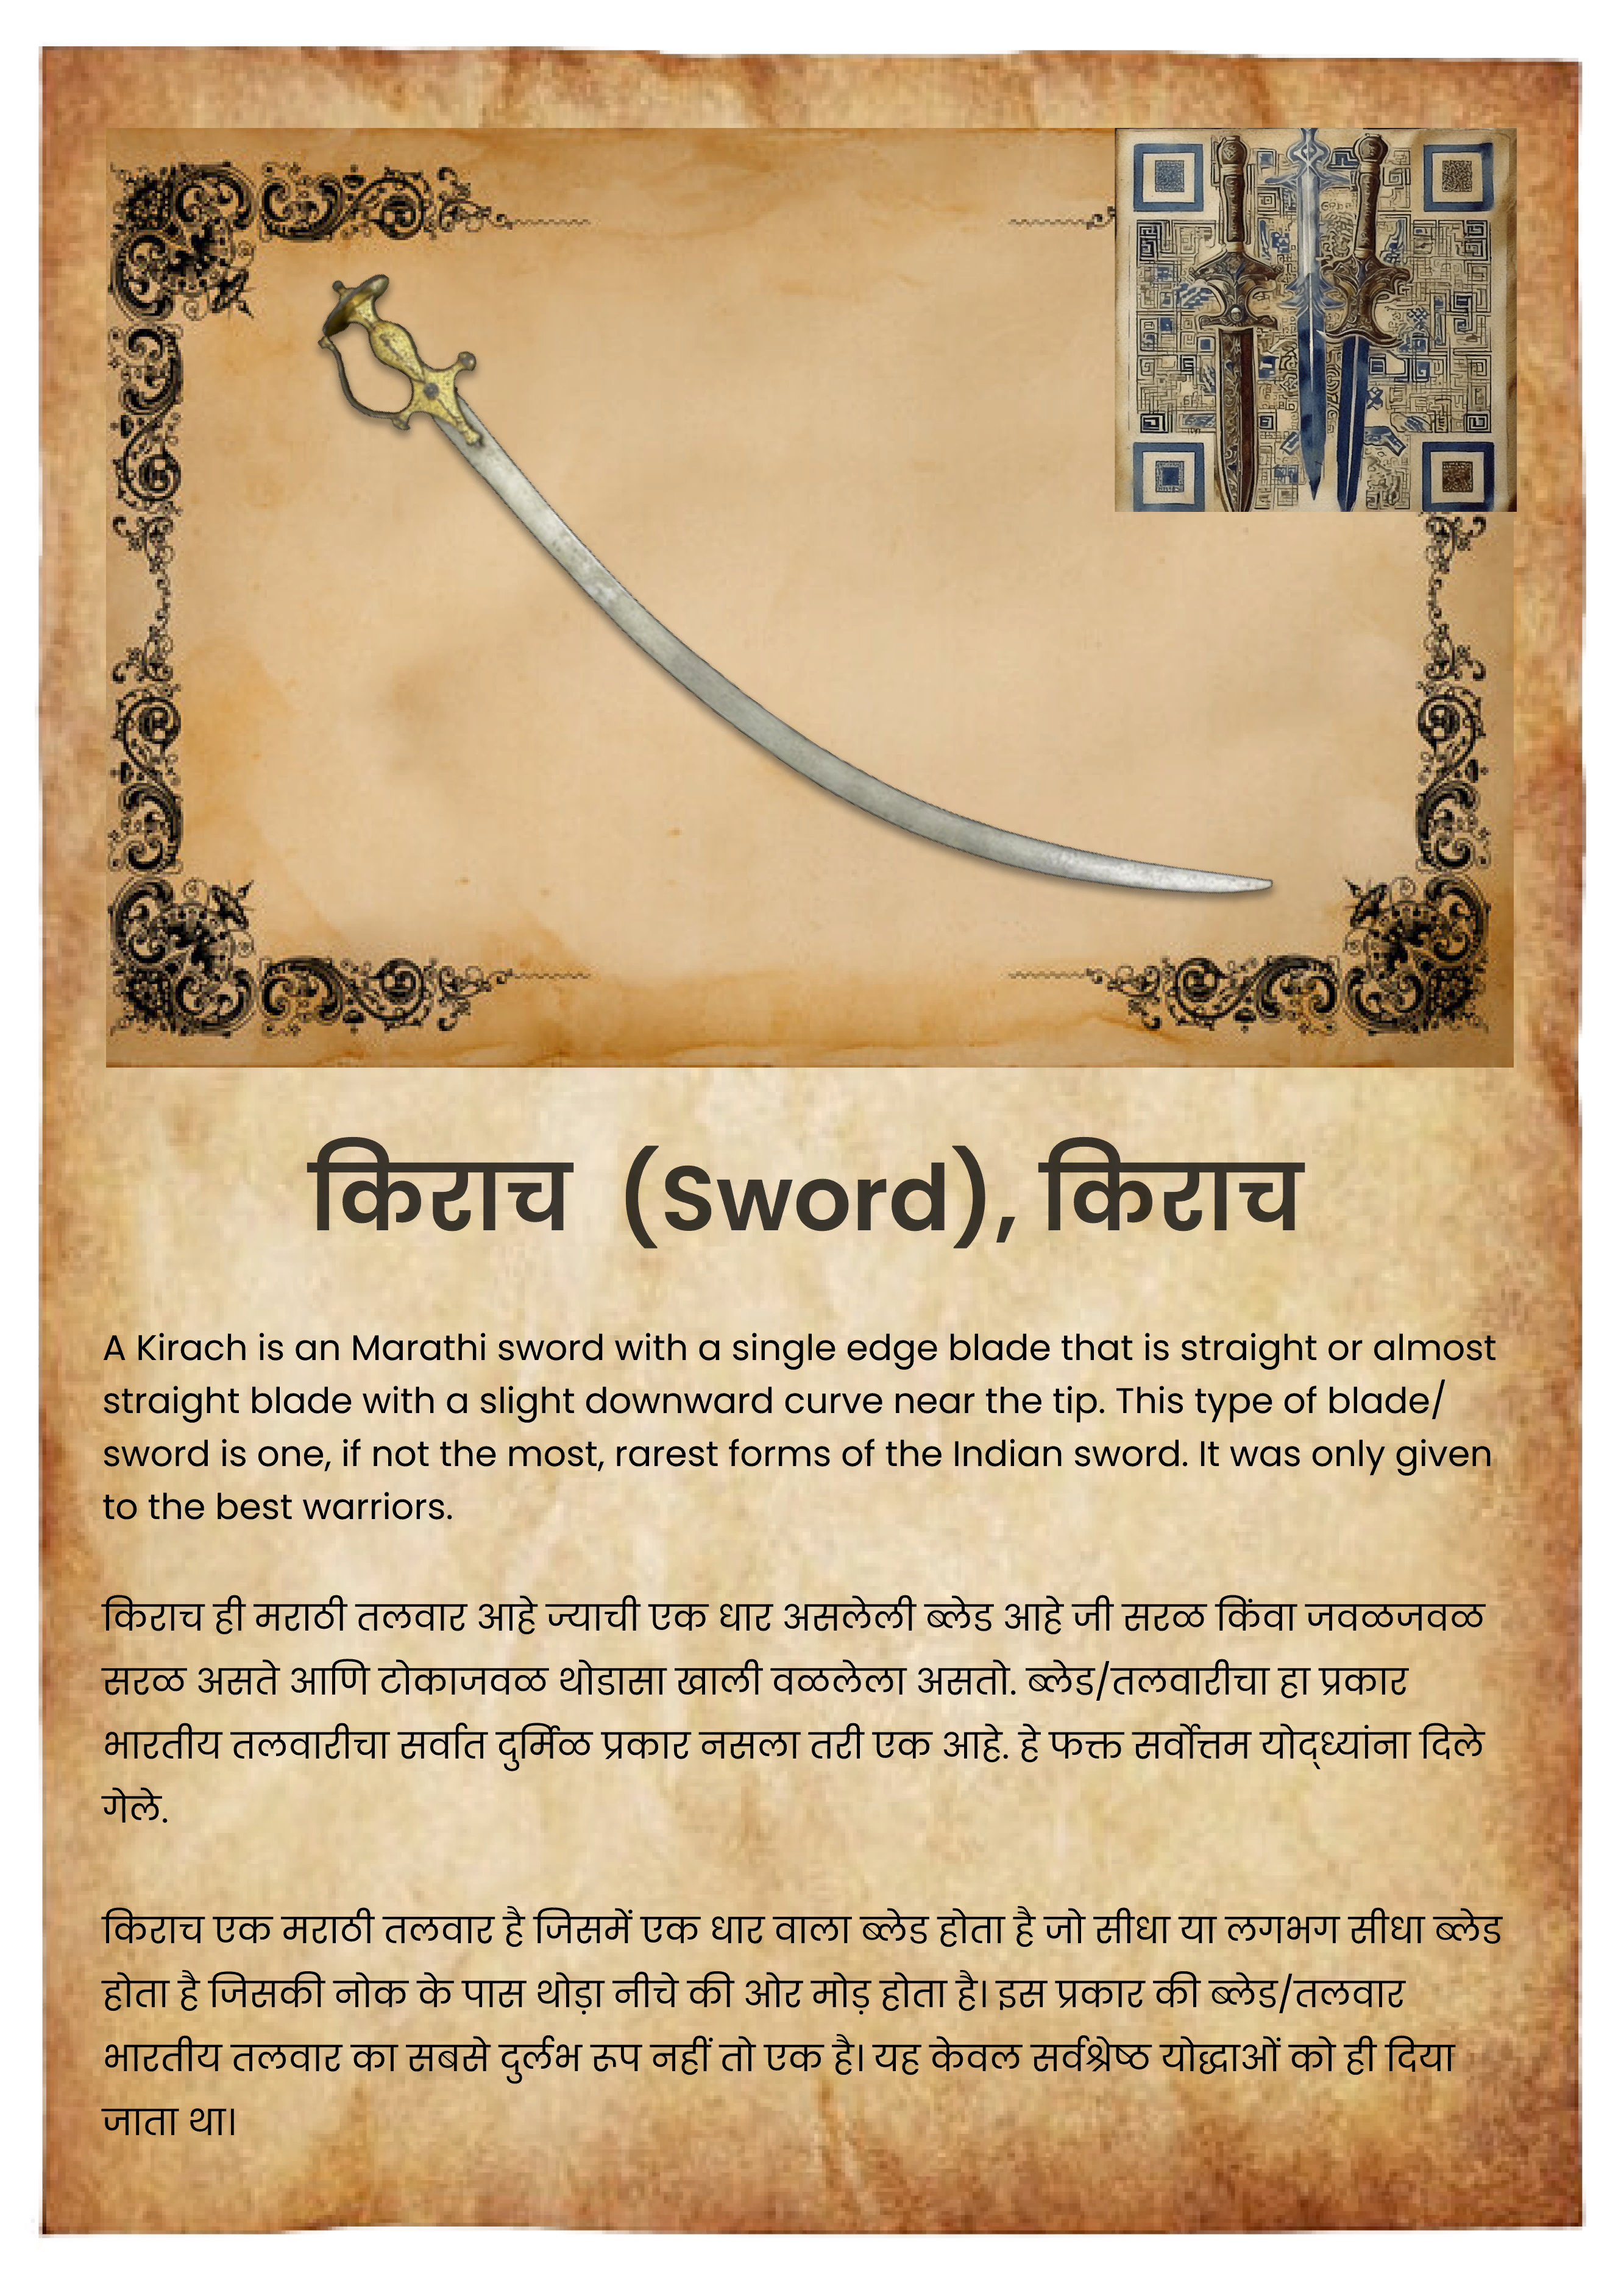 किराच (Sword), किराच
A Kirach is an Marathi sword with a single edge blade that is straight or almost
straight blade with a slight downward curve near the tip. This type of blade/
sword is one, if not the most, rarest forms of the Indian sword. It was only given
to the best warriors.
किराच ही मराठी तलवार आहे ज्याची एक धार असलेली ब्लेड आहे जी सरळ किंवा जवळजवळ
सरळ असते आणि टोकाजवळ थोडासा खाली वळलेला असतो. ब्लेड/तलवारीचा हा प्रकार
भारतीय तलवारीचा सर्वात दुर्मिळ प्रकार नसला तरी एक आहे. हे फक्त सर्वोत्तम योद्ध्यांना दिले
गेले.
किराच एक मराठी तलवार है जिसमें एक धार वाला ब्लेड होता है जो सीधा या लगभग सीधा ब्लेड
होता है जिसकी नोक के पास थोड़ा नीचे की ओर मोड़ होता है। इस प्रकार की ब्लेड/तलवार
भारतीय तलवार का सबसे दुर्लभ रूप नहीं तो एक है। यह केवल सर्वश्रेष्ठ योद्धाओं को ही दिया
जाता था।